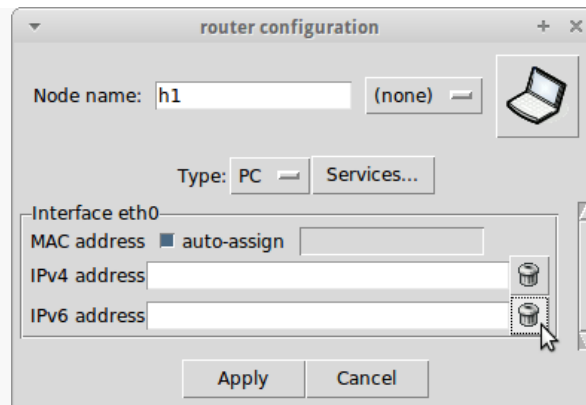 router configuration
Node name: h1 (none)
Type: PC Services...
Interface eth0
MAC address auto-assign
IPv4 address
IPv6 address
Apply Cancel